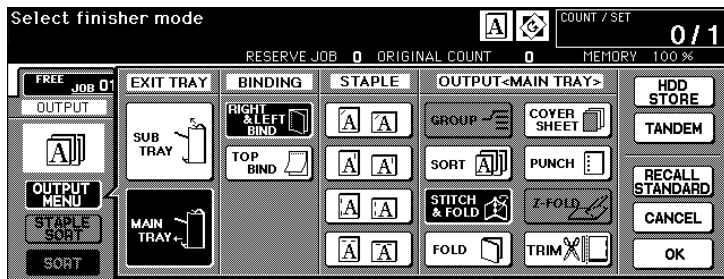 Select finisher mode
COUNT / SET
0/1
RESERVE JOB 0 ORIGINAL COUNT 0 MEMORY 100 %
FREE
JOB 01
OUTPUT
OUTPUT
MENU
STAPLE
SORT
SORT
EXIT TRAY
SUB
TRAY
MAIN
TRAY
BINDING
RIGHT
&LEFT
BIND
TOP
BIND
STAPLE
OUTPUT<MAIN TRAY>
GROUP
COVER
SHEET
SORT
PUNCH
STITCH
& FOLD
Z-FOLD
FOLD
TRIM
HDD
STORE
TANDEM
RECALL
STANDARD
CANCEL
OK